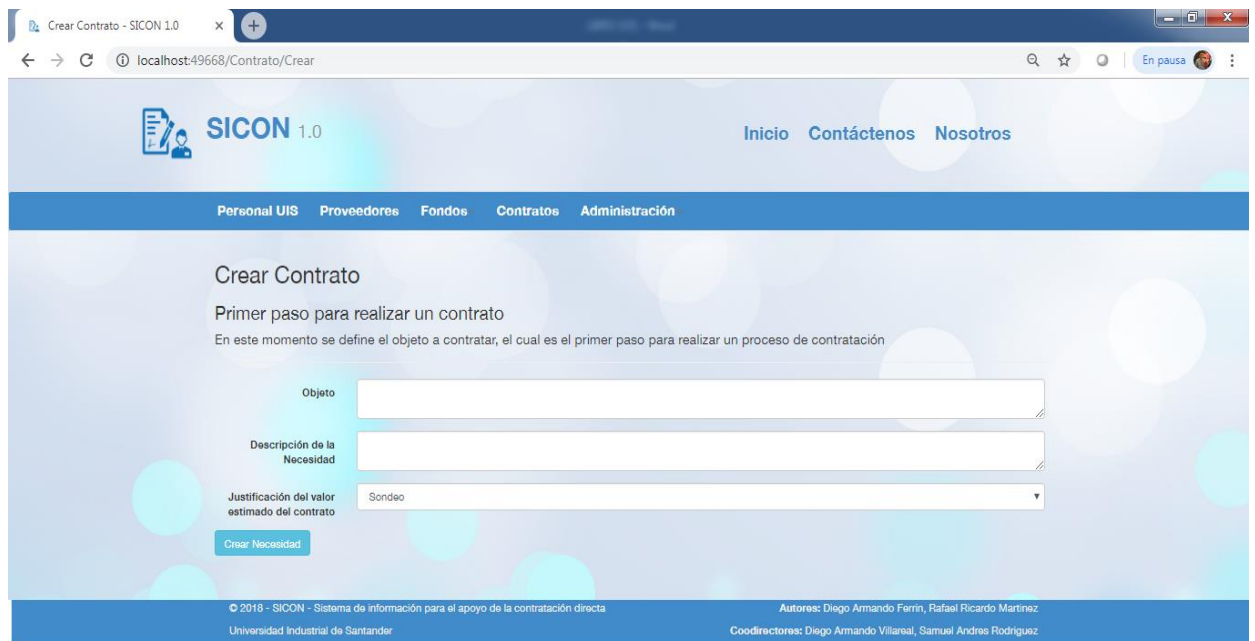 Crear Contrato - SICON 1.0
localhost:49668/Contrato/Crear
En pausa
SICON 1.0
Inicio Contáctenos Nosotros
Personal UIS Proveedores Fondos Contratos Administración
Crear Contrato
Primer paso para realizar un contrato
En este momento se define el objeto a contratar, el cual es el primer paso para realizar un proceso de contratación
Objeto
Descripción de la
Necesidad
Justificación del valor
estimado del contrato
Sondeo
Crear Necesidad
© 2018 - SICON - Sistema de información para el apoyo de la contratación directa
Autores: Diego Armando Ferrin, Rafael Ricardo Martinez
Universidad Industrial de Santander
Coodirectores: Diego Armando Villareal, Samuel Andres Rodriguez